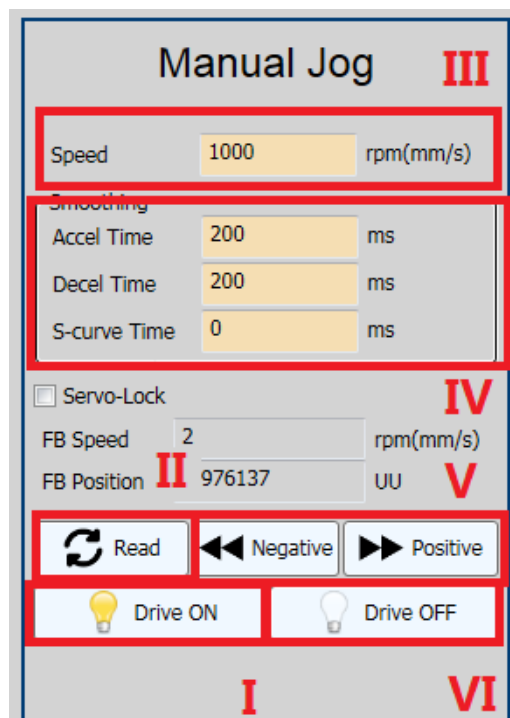 Manual Jog III
Speed 1000 rpm(mm/s)
Smoothing
Accel Time 200 ms
Decel Time 200 ms
S-curve Time 0 ms
Servo-Lock IV
FB Speed 2 rpm(mm/s)
FB Position II 976137 UU V
Read Negative Positive
Drive ON Drive OFF
I VI